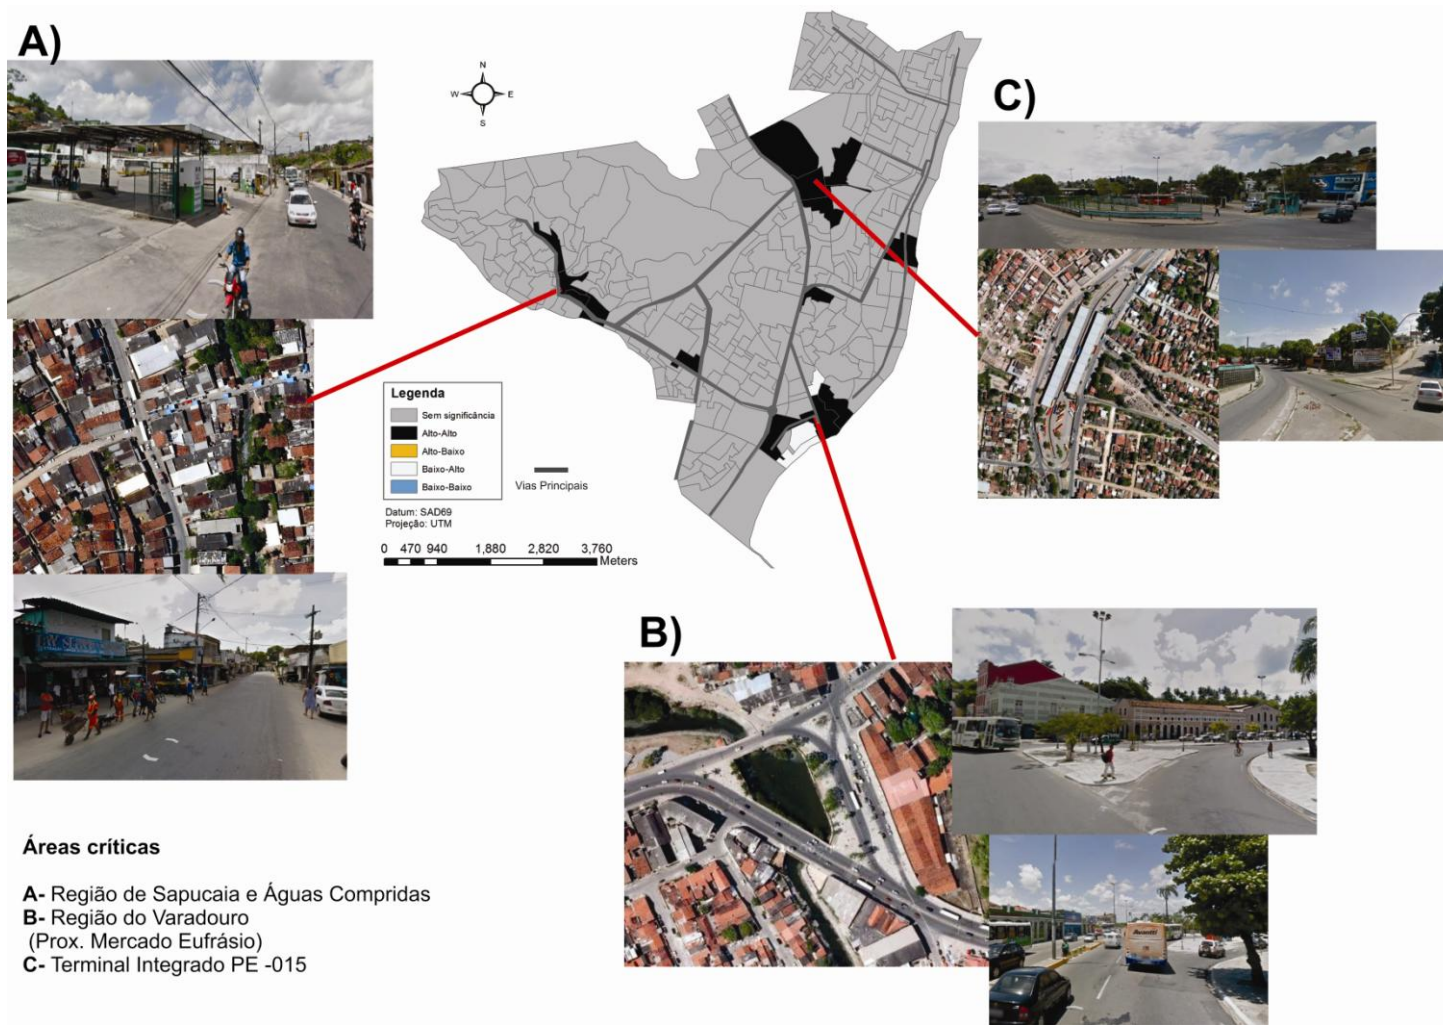 A)
N
W E
S
C)
Legenda
Sem significância
Alto-Alto
Alto-Baixo
Baixo-Alto
Baixo-Baixo
Vias Principais
Datum: SAD69
Projeção: UTM
0 470 940 1,880 2,820 3,760
Meters
B)
Áreas críticas
A- Região de Sapucaia e Águas Compridas
B- Região do Varadouro
(Prox. Mercado Eufrásio)
C- Terminal Integrado PE -015